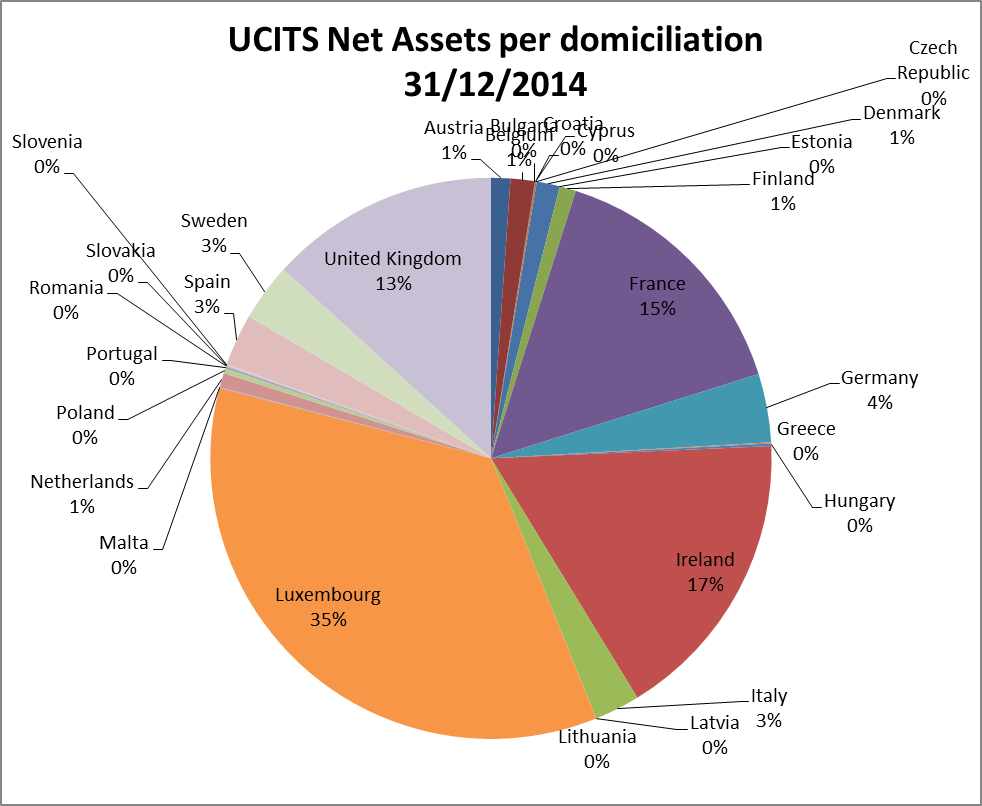 UCITS Net Assets per domiciliation
31/12/2014
Austria
1%
Belgium
1%
Bulgaria
0%
Croatia
0%
Cyprus
0%
Czech
Republic
0%
Denmark
1%
Estonia
0%
Finland
1%
France
15%
Germany
4%
Greece
0%
Hungary
0%
Ireland
17%
Italy
3%
Latvia
0%
Lithuania
0%
Luxembourg
35%
Malta
0%
Netherlands
1%
Poland
0%
Portugal
0%
Romania
0%
Slovakia
0%
Slovenia
0%
Spain
3%
Sweden
3%
United Kingdom
13%